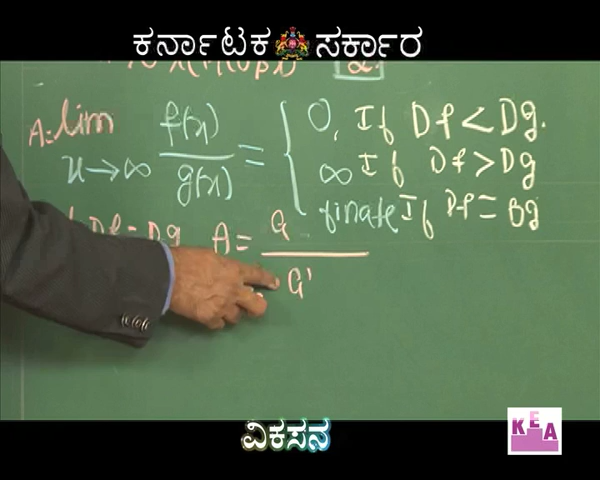 ಕರ್ನಾಟಕ ಸರ್ಕಾರ
A = lim x→∞ f(x)/g(x) = { 0, If Df < Dg.
∞ If Df > Dg
finate If Df = Dg
Df = Dg A = G / G'
ವಿಕಸನ
KEA